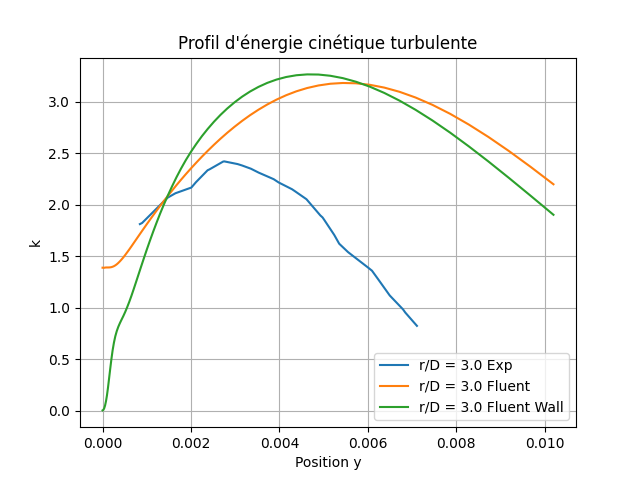 Profil d'énergie cinétique turbulente
k
3.0
2.5
2.0
1.5
1.0
0.5
0.0
0.000 0.002 0.004 0.006 0.008 0.010
Position y
r/D = 3.0 Exp
r/D = 3.0 Fluent
r/D = 3.0 Fluent Wall